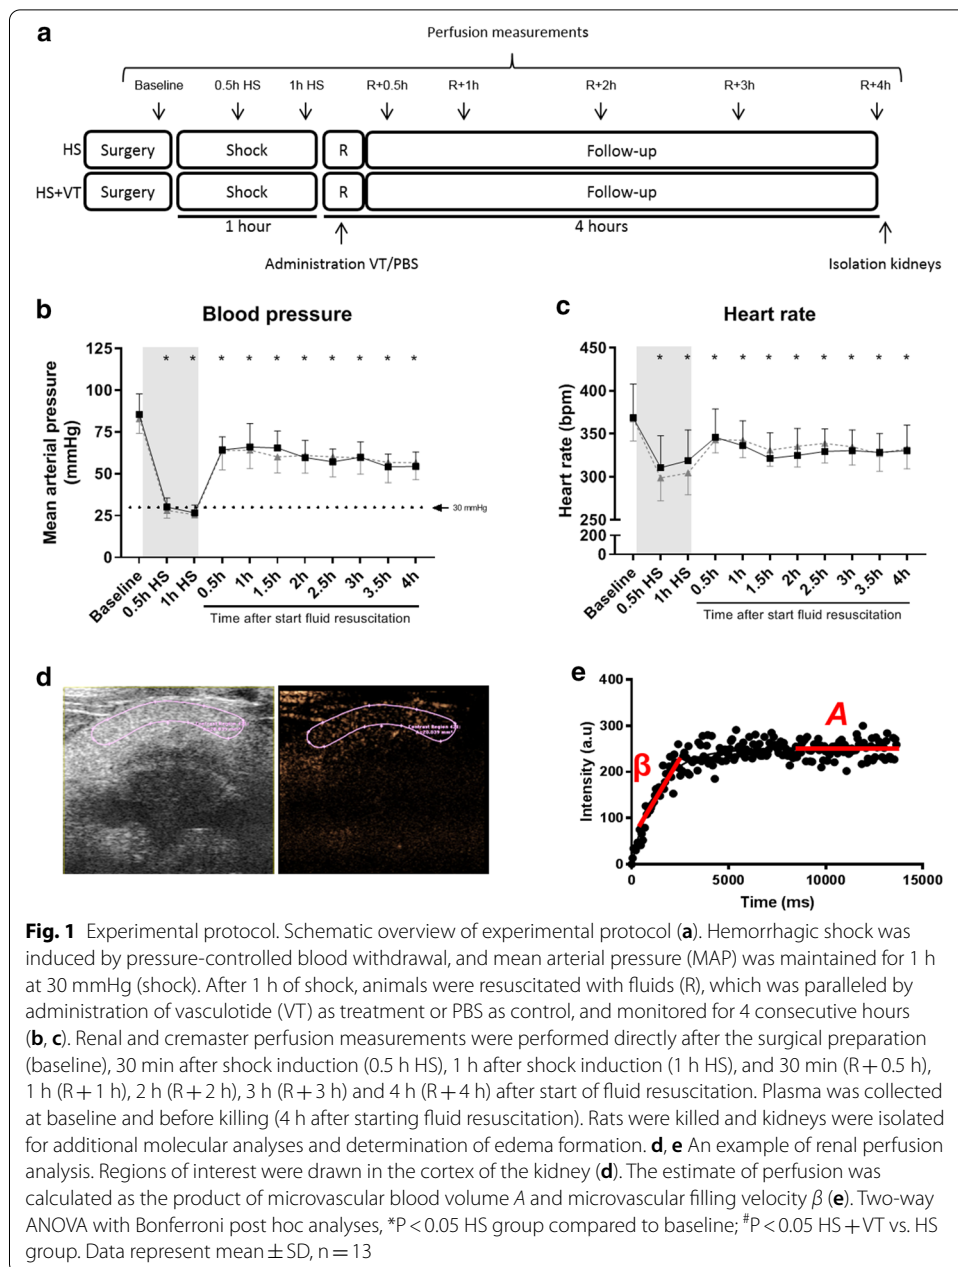 a
Perfusion measurements
Baseline 0.5h HS 1h HS R+0.5h R+1h R+2h R+3h R+4h
HS Surgery Shock R Follow-up
HS+VT Surgery Shock R Follow-up
1 hour 4 hours
Administration VT/PBS Isolation kidneys
b Blood pressure
Mean arterial pressure
(mmHg)
125
* * * * * * * * * *
100
75
50
25
0
30 mmHg
Baseline 0.5h HS 1h HS 0.5h 1h 1.5h 2h 2.5h 3h 3.5h 4h
Time after start fluid resuscitation
c Heart rate
Heart rate (bpm)
450
* * * * * * * * * *
400
350
300
250
200
0
Baseline 0.5h HS 1h HS 0.5h 1h 1.5h 2h 2.5h 3h 3.5h 4h
Time after start fluid resuscitation
d
e
Intensity (a.u)
400
300
200
100
0
β
A
0 5000 10000 15000
Time (ms)
Fig. 1 Experimental protocol. Schematic overview of experimental protocol (a). Hemorrhagic shock was
induced by pressure-controlled blood withdrawal, and mean arterial pressure (MAP) was maintained for 1 h
at 30 mmHg (shock). After 1 h of shock, animals were resuscitated with fluids (R), which was paralleled by
administration of vasculotide (VT) as treatment or PBS as control, and monitored for 4 consecutive hours
(b, c). Renal and cremaster perfusion measurements were performed directly after the surgical preparation
(baseline), 30 min after shock induction (0.5 h HS), 1 h after shock induction (1 h HS), and 30 min (R + 0.5 h),
1 h (R + 1 h), 2 h (R + 2 h), 3 h (R + 3 h) and 4 h (R + 4 h) after start of fluid resuscitation. Plasma was collected
at baseline and before killing (4 h after starting fluid resuscitation). Rats were killed and kidneys were isolated
for additional molecular analyses and determination of edema formation. d, e An example of renal perfusion
analysis. Regions of interest were drawn in the cortex of the kidney (d). The estimate of perfusion was
calculated as the product of microvascular blood volume A and microvascular filling velocity β (e). Two-way
ANOVA with Bonferroni post hoc analyses, *P < 0.05 HS group compared to baseline; #P < 0.05 HS + VT vs. HS
group. Data represent mean ± SD, n = 13